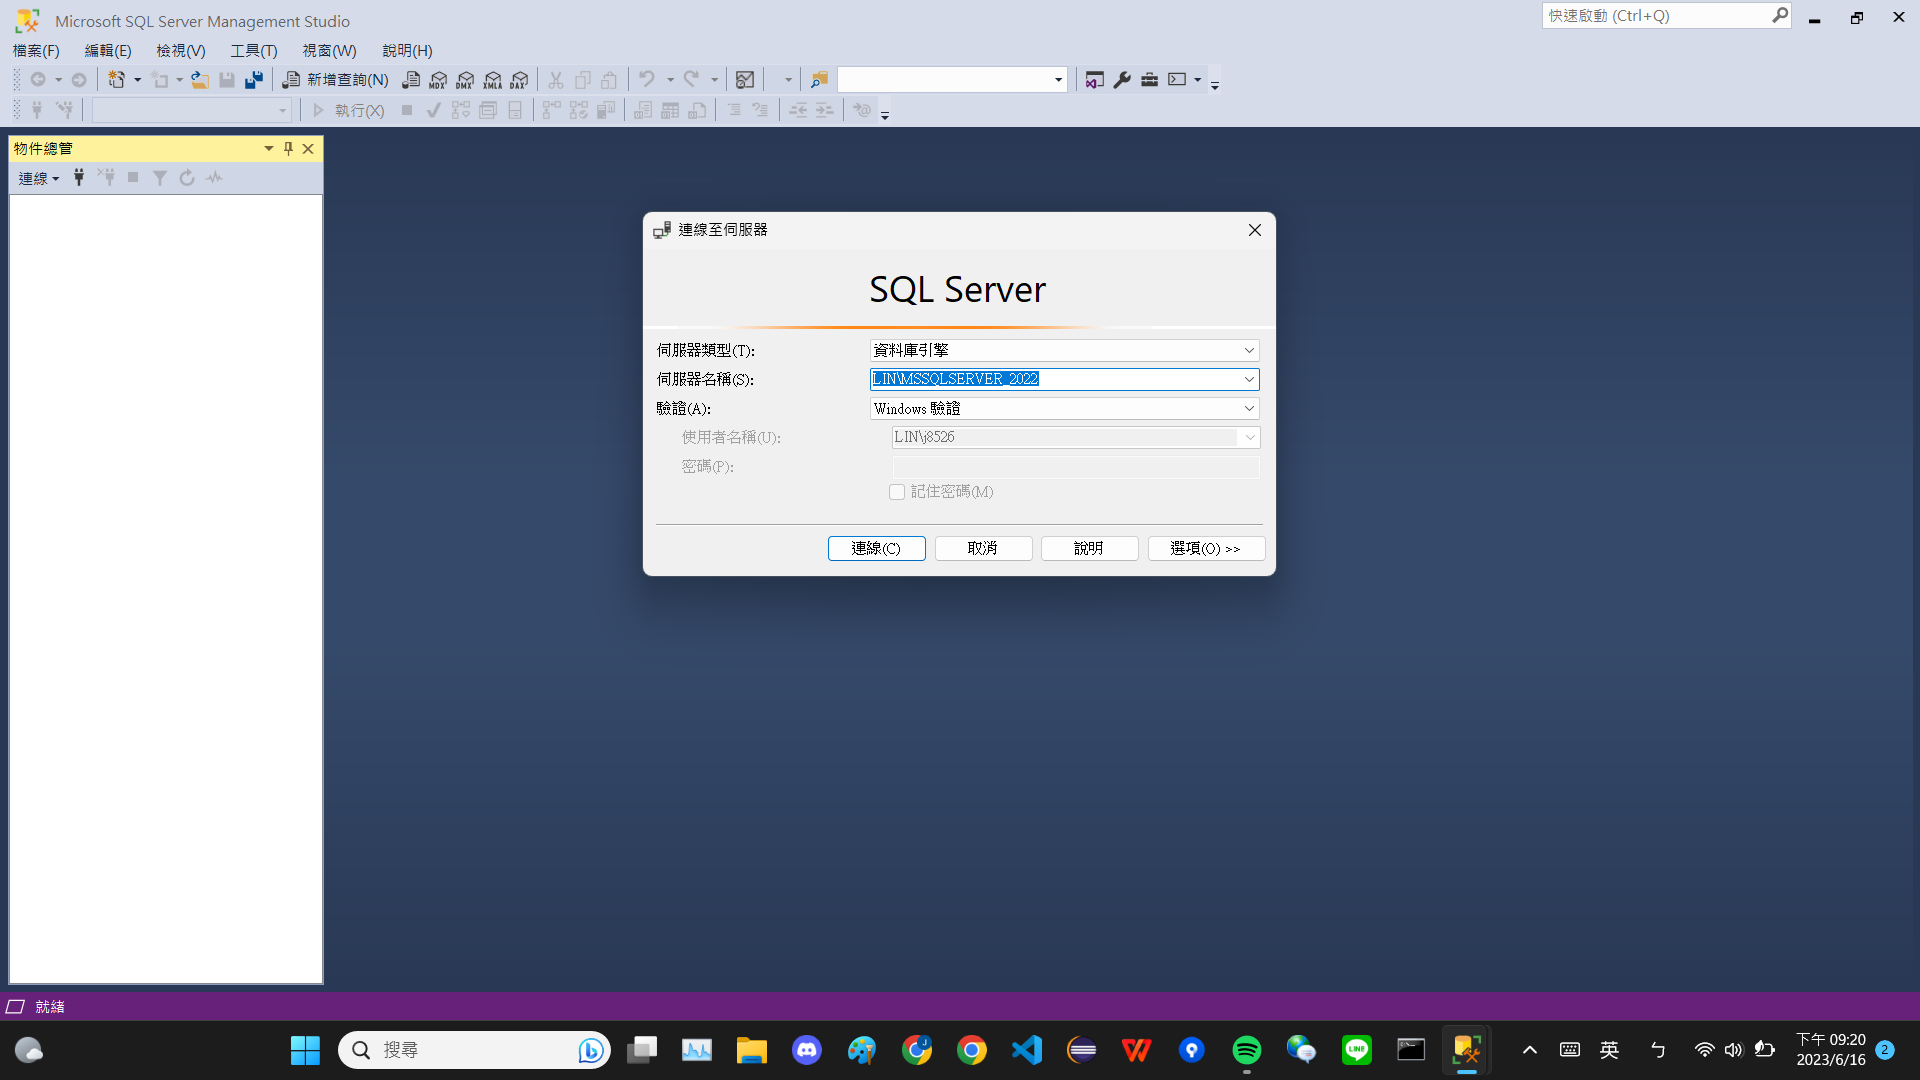 Microsoft SQL Server Management Studio
快速啟動 (Ctrl+Q)
檔案(F) 編輯(E) 檢視(V) 工具(T) 視窗(W) 說明(H)
新增查詢(N) MDX DMX XMLA DAX
執行(X)
物件總管
連線
連線至伺服器
SQL Server
伺服器類型(T): 資料庫引擎
伺服器名稱(S): LIN\MSSQLSERVER_2022
驗證(A): Windows 驗證
使用者名稱(U): LIN\j8526
密碼(P):
記住密碼(M)
連線(C) 取消 說明 選項(O) >>
就緒
搜尋
英 ㄅ
下午 09:20
2023/6/16
2